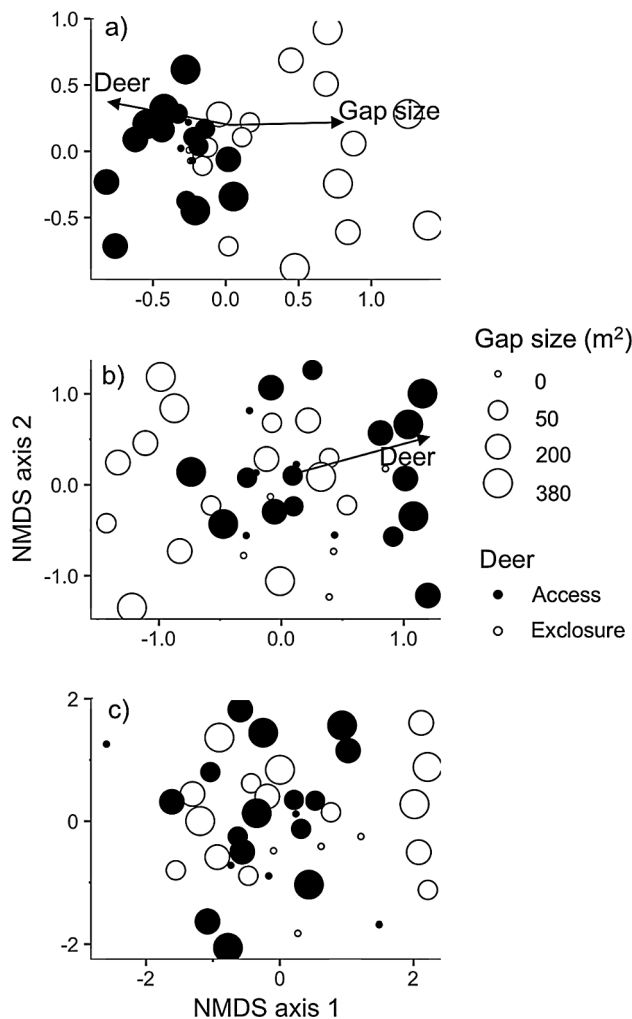 a)
1.0
0.5
0.0
-0.5
Deer
Gap size
-0.5 0.0 0.5 1.0
b)
1.0
0.0
-1.0
Deer
-1.0 0.0 1.0
NMDS axis 2
Gap size (m²)
0
50
200
380
Deer
Access
Exclosure
c)
2
0
-2
-2 0 2
NMDS axis 1